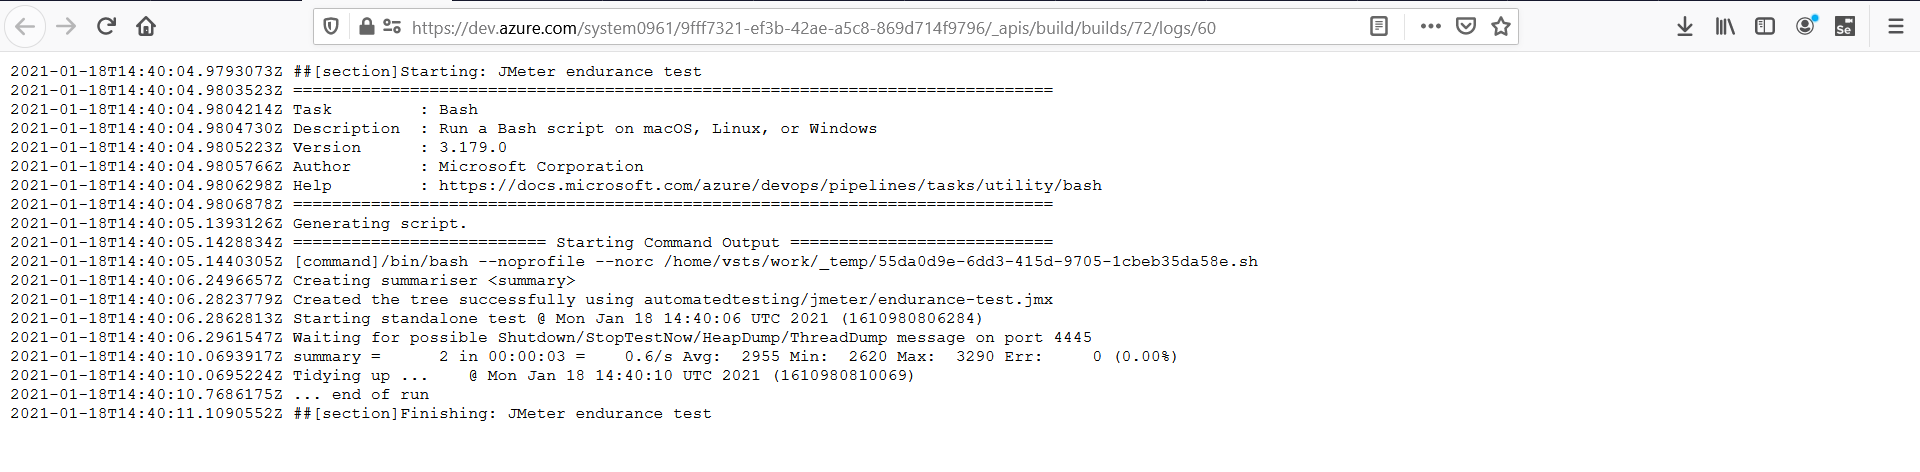 https://dev.azure.com/system0961/9fff7321-ef3b-42ae-a5c8-869d714f9796/_apis/build/builds/72/logs/60
Se
2021-01-18T14:40:04.9793073Z ##[section]Starting: JMeter endurance test
2021-01-18T14:40:04.9803523Z ==============================================================================
2021-01-18T14:40:04.9804214Z Task         : Bash
2021-01-18T14:40:04.9804730Z Description  : Run a Bash script on macOS, Linux, or Windows
2021-01-18T14:40:04.9805223Z Version      : 3.179.0
2021-01-18T14:40:04.9805766Z Author       : Microsoft Corporation
2021-01-18T14:40:04.9806298Z Help         : https://docs.microsoft.com/azure/devops/pipelines/tasks/utility/bash
2021-01-18T14:40:04.9806878Z ==============================================================================
2021-01-18T14:40:05.1393126Z Generating script.
2021-01-18T14:40:05.1428834Z ========================== Starting Command Output ===========================
2021-01-18T14:40:05.1440305Z [command]/bin/bash --noprofile --norc /home/vsts/work/_temp/55da0d9e-6dd3-415d-9705-1cbeb35da58e.sh
2021-01-18T14:40:06.2496657Z Creating summariser <summary>
2021-01-18T14:40:06.2823779Z Created the tree successfully using automatedtesting/jmeter/endurance-test.jmx
2021-01-18T14:40:06.2862813Z Starting standalone test @ Mon Jan 18 14:40:06 UTC 2021 (1610980806284)
2021-01-18T14:40:06.2961547Z Waiting for possible Shutdown/StopTestNow/HeapDump/ThreadDump message on port 4445
2021-01-18T14:40:10.0693917Z summary =      2 in 00:00:03 =    0.6/s Avg:  2955 Min:  2620 Max:  3290 Err:     0 (0.00%)
2021-01-18T14:40:10.0695224Z Tidying up ...    @ Mon Jan 18 14:40:10 UTC 2021 (1610980810069)
2021-01-18T14:40:10.7686175Z ... end of run
2021-01-18T14:40:11.1090552Z ##[section]Finishing: JMeter endurance test